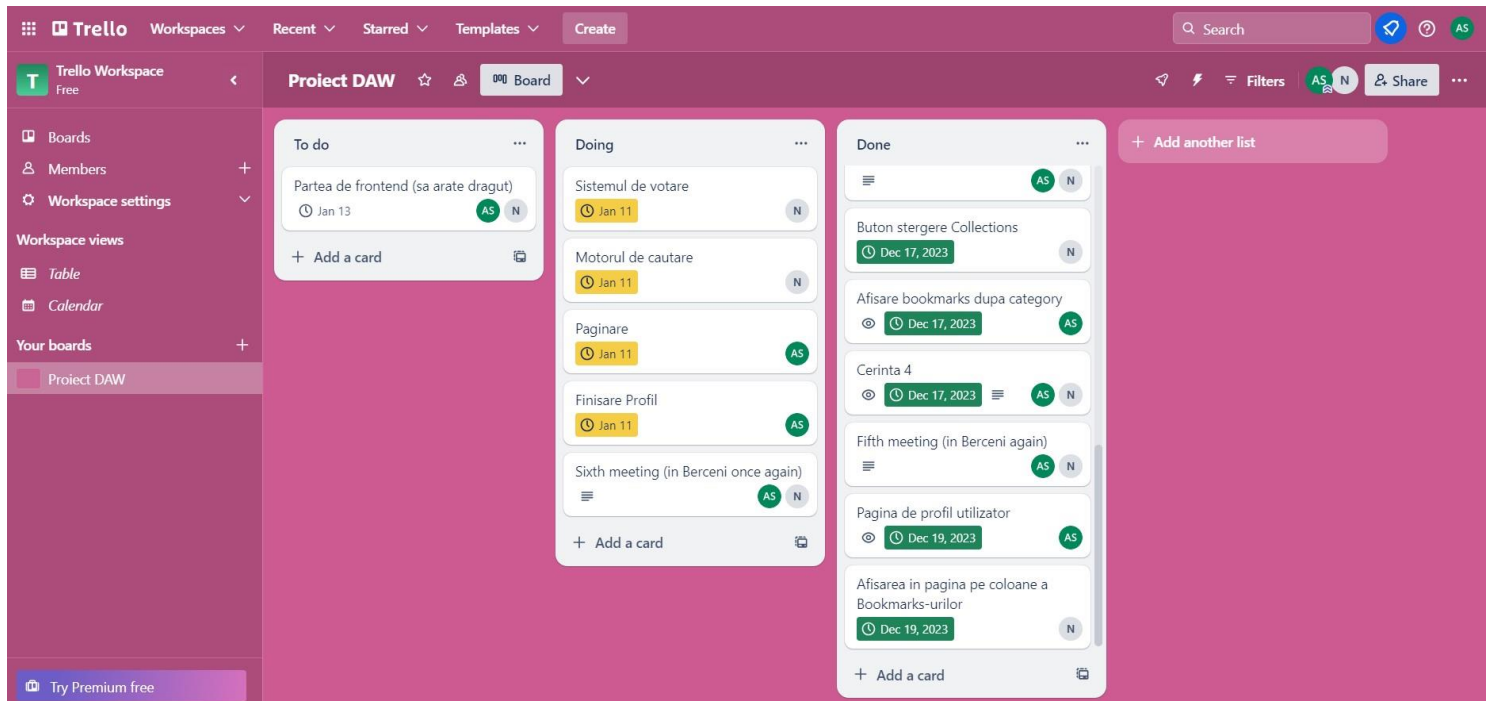 Trello Workspaces Recent Starred Templates Create Search AS
T Trello Workspace
Free
Proiect DAW Board Filters AS N Share
Boards
Members
Workspace settings
Workspace views
Table
Calendar
Your boards
Proiect DAW
Try Premium free
To do
Partea de frontend (sa arate dragut)
Jan 13 AS N
+ Add a card
Doing
Sistemul de votare
Jan 11 N
Motorul de cautare
Jan 11 N
Paginare
Jan 11 AS
Finisare Profil
Jan 11 AS
Sixth meeting (in Berceni once again)
AS N
+ Add a card
Done
AS N
Buton stergere Collections
Dec 17, 2023 N
Afisare bookmarks dupa category
Dec 17, 2023 AS
Cerinta 4
Dec 17, 2023 AS N
Fifth meeting (in Berceni again)
AS N
Pagina de profil utilizator
Dec 19, 2023 AS
Afisarea in pagina pe coloane a
Bookmarks-urilor
Dec 19, 2023 N
+ Add a card
+ Add another list